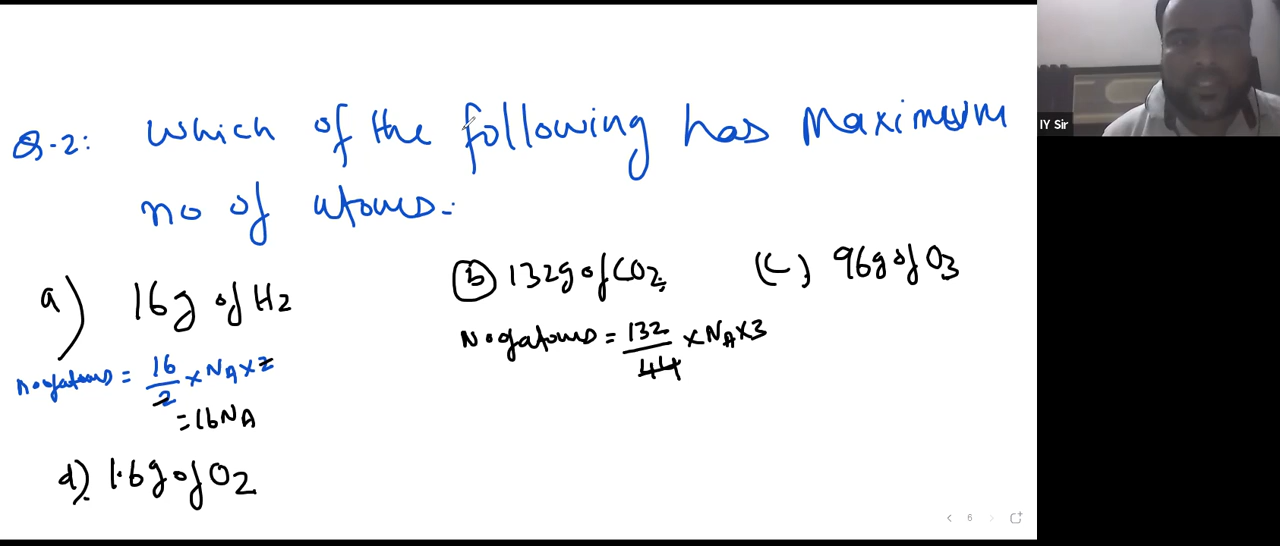 Q.2: Which of the following has Maximum
no of atoms.
a) 16g of H2
(b) 132g of CO2
(C) 96g of O3
no of atoms = 16/2 × NA × 2
= 16NA
No of atoms = 132/44 × NA × 3
d) 1.6g of O2
IY Sir
6